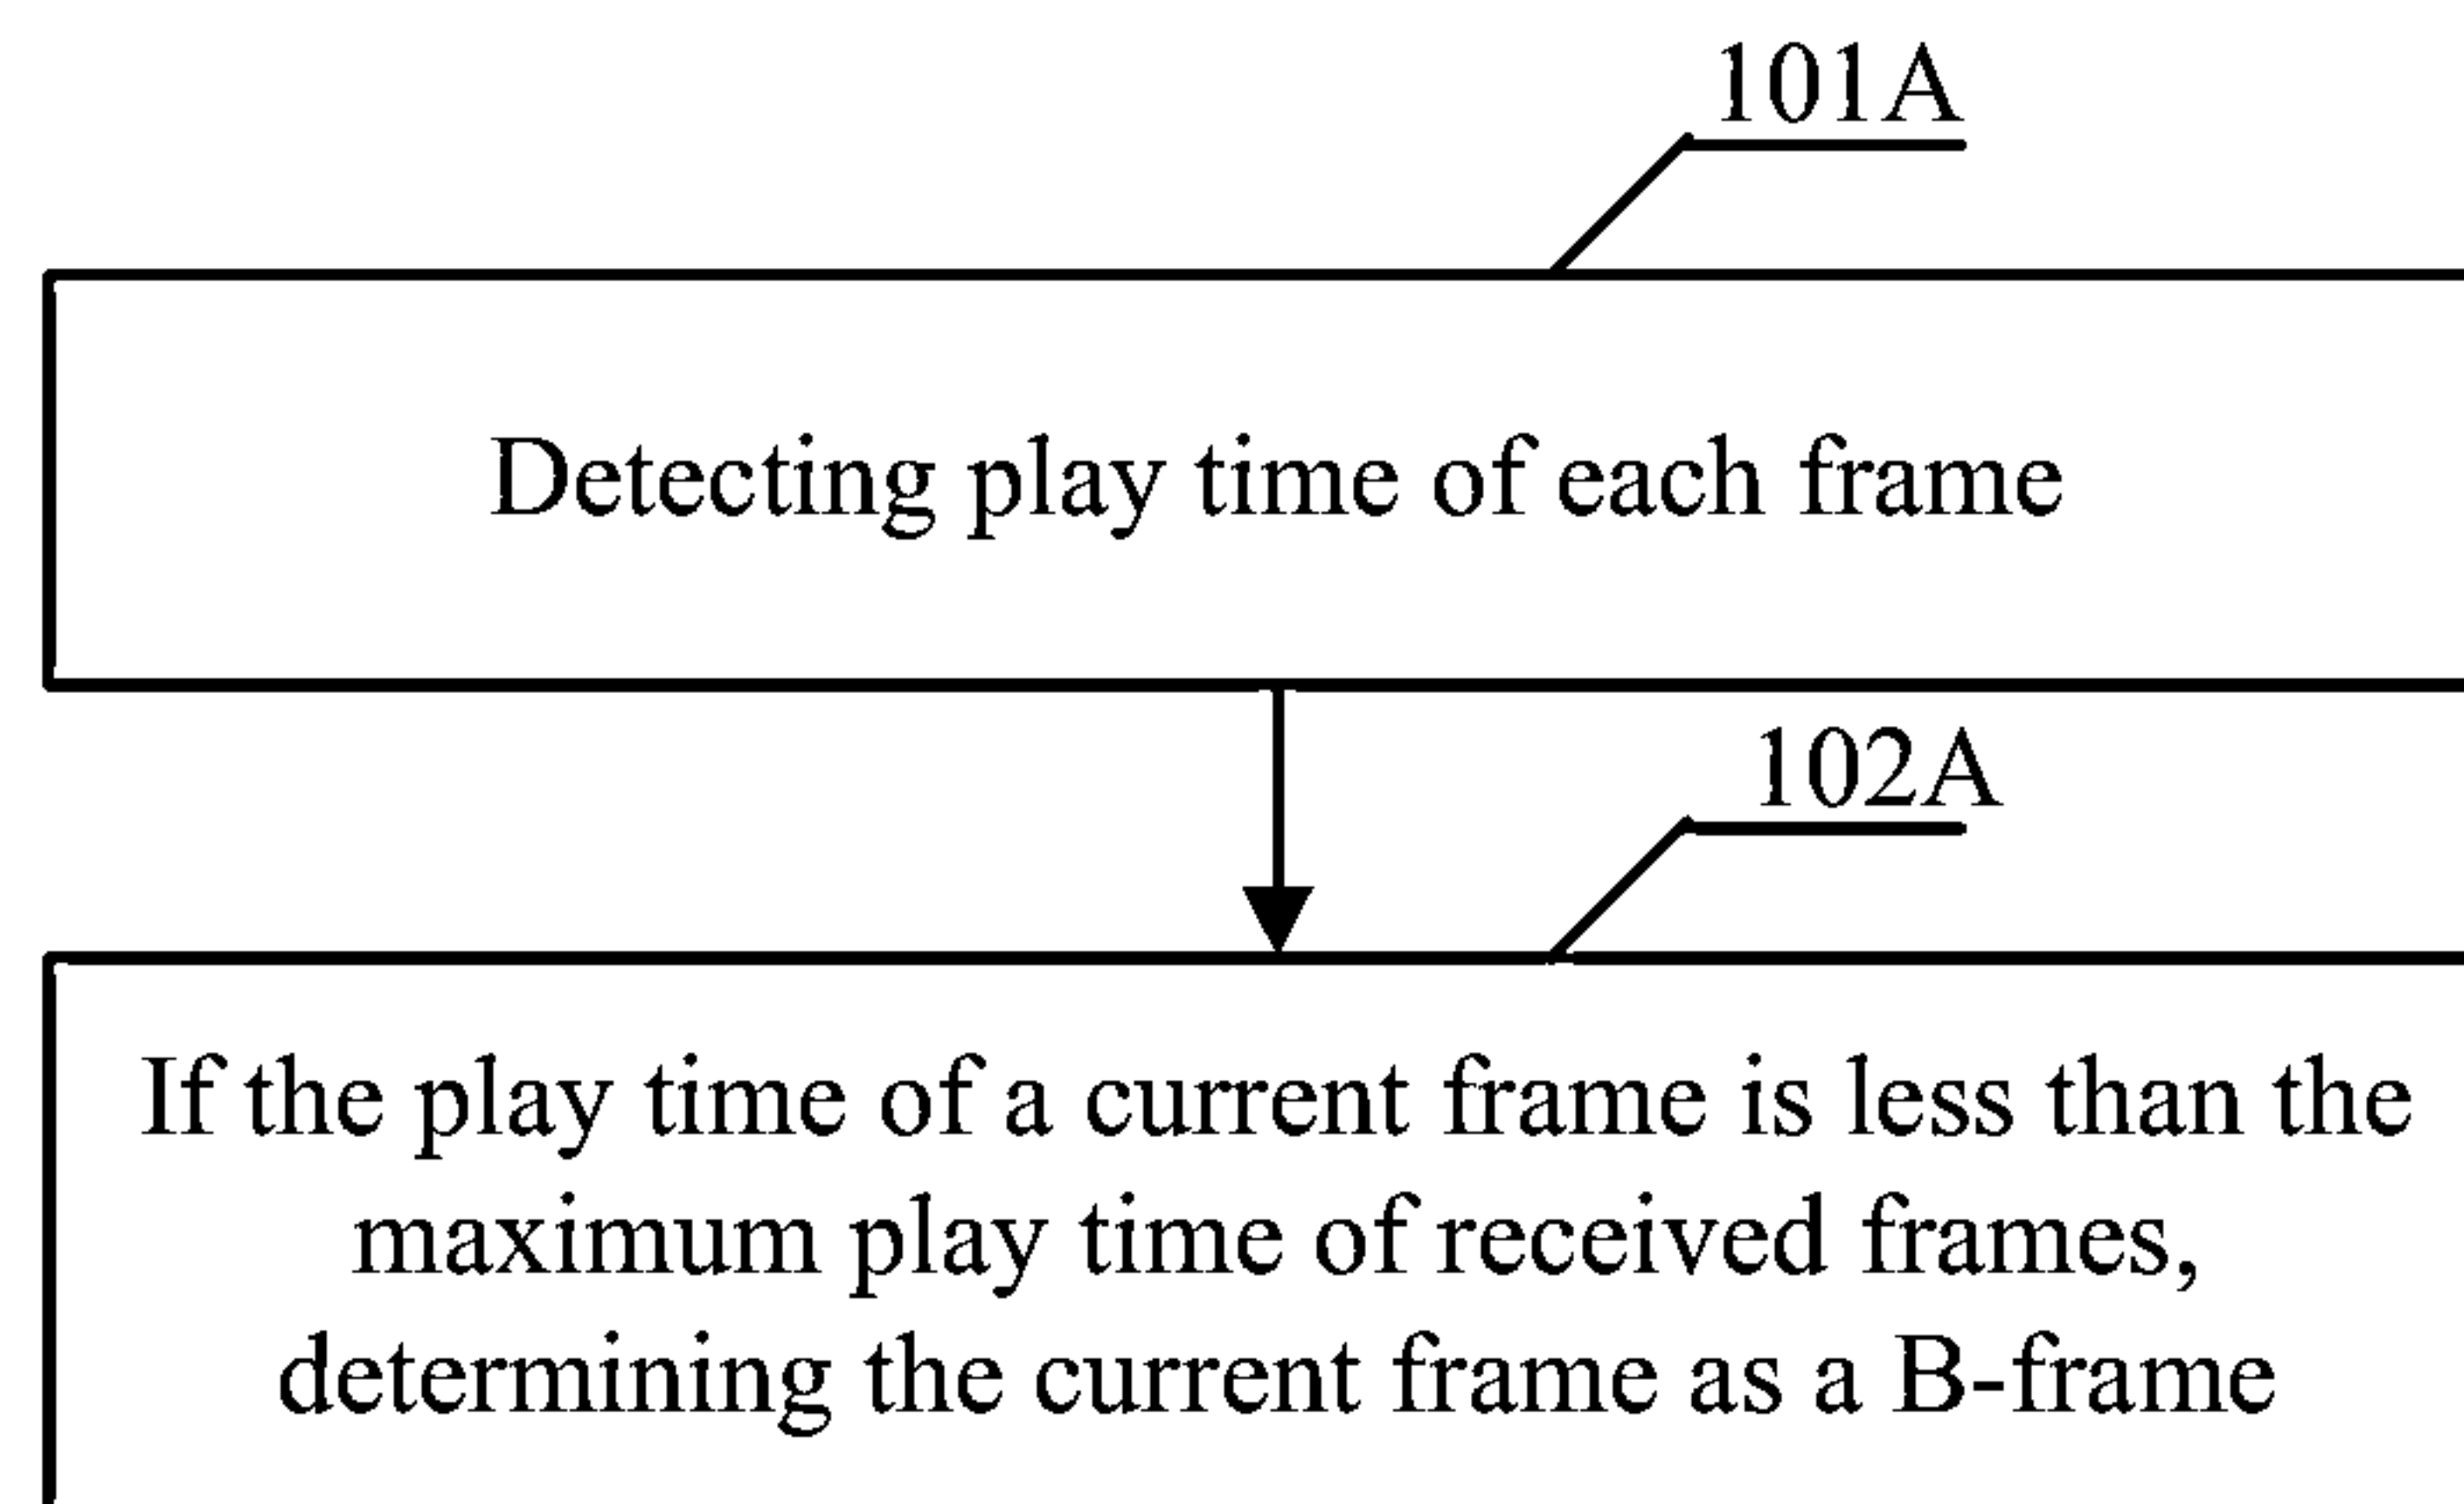 101A
Detecting play time of each frame
102A
If the play time of a current frame is less than the
maximum play time of received frames,
determining the current frame as a B-frame